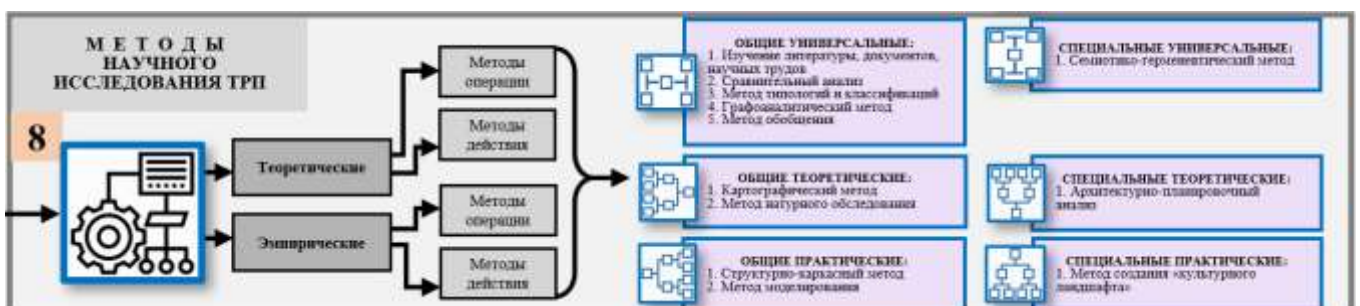 М Е Т О Д Ы
НАУЧНОГО
ИССЛЕДОВАНИЯ ТРП
8
Теоретические
Эмпирические
Методы
операции
Методы
действия
Методы
операции
Методы
действия
ОБЩИЕ УНИВЕРСАЛЬНЫЕ:
1. Изучение литературы, документов,
научных трудов
2. Сравнительный анализ
3. Метод типологий и классификаций
4. Графоаналитический метод
5. Метод обобщения
СПЕЦИАЛЬНЫЕ УНИВЕРСАЛЬНЫЕ:
1. Семиотико-герменевтический метод
ОБЩИЕ ТЕОРЕТИЧЕСКИЕ:
1. Картографический метод
2. Метод натурного обследования
СПЕЦИАЛЬНЫЕ ТЕОРЕТИЧЕСКИЕ:
1. Архитектурно-планировочный
анализ
ОБЩИЕ ПРАКТИЧЕСКИЕ:
1. Структурно-каркасный метод
2. Метод моделирования
СПЕЦИАЛЬНЫЕ ПРАКТИЧЕСКИЕ:
1. Метод создания «культурного
ландшафта»